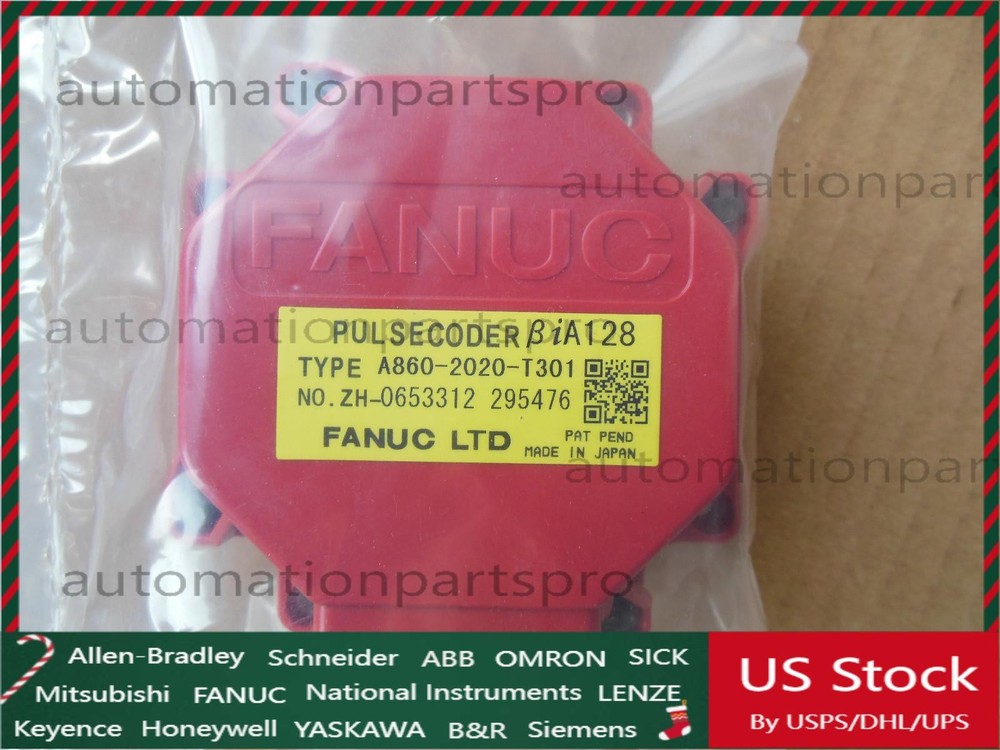 automationpartspro
automationpart
FANUC
automationpartspro
PULSECODER βiA128
TYPE A860-2020-T301
NO.ZH-0653312 295476
FANUC LTD
PAT PEND
MADE IN JAPAN
automationpart
automationpartspro
Allen-Bradley Schneider ABB OMRON SICK
Mitsubishi FANUC National Instruments LENZE
Keyence Honeywell YASKAWA B&R Siemens
US Stock
By USPS/DHL/UPS